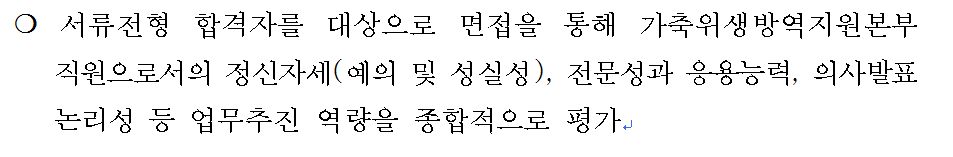 ❍ 서류전형 합격자를 대상으로 면접을 통해 가축위생방역지원본부
직원으로서의 정신자세(예의 및 성실성), 전문성과 응용능력, 의사발표
논리성 등 업무추진 역량을 종합적으로 평가↵